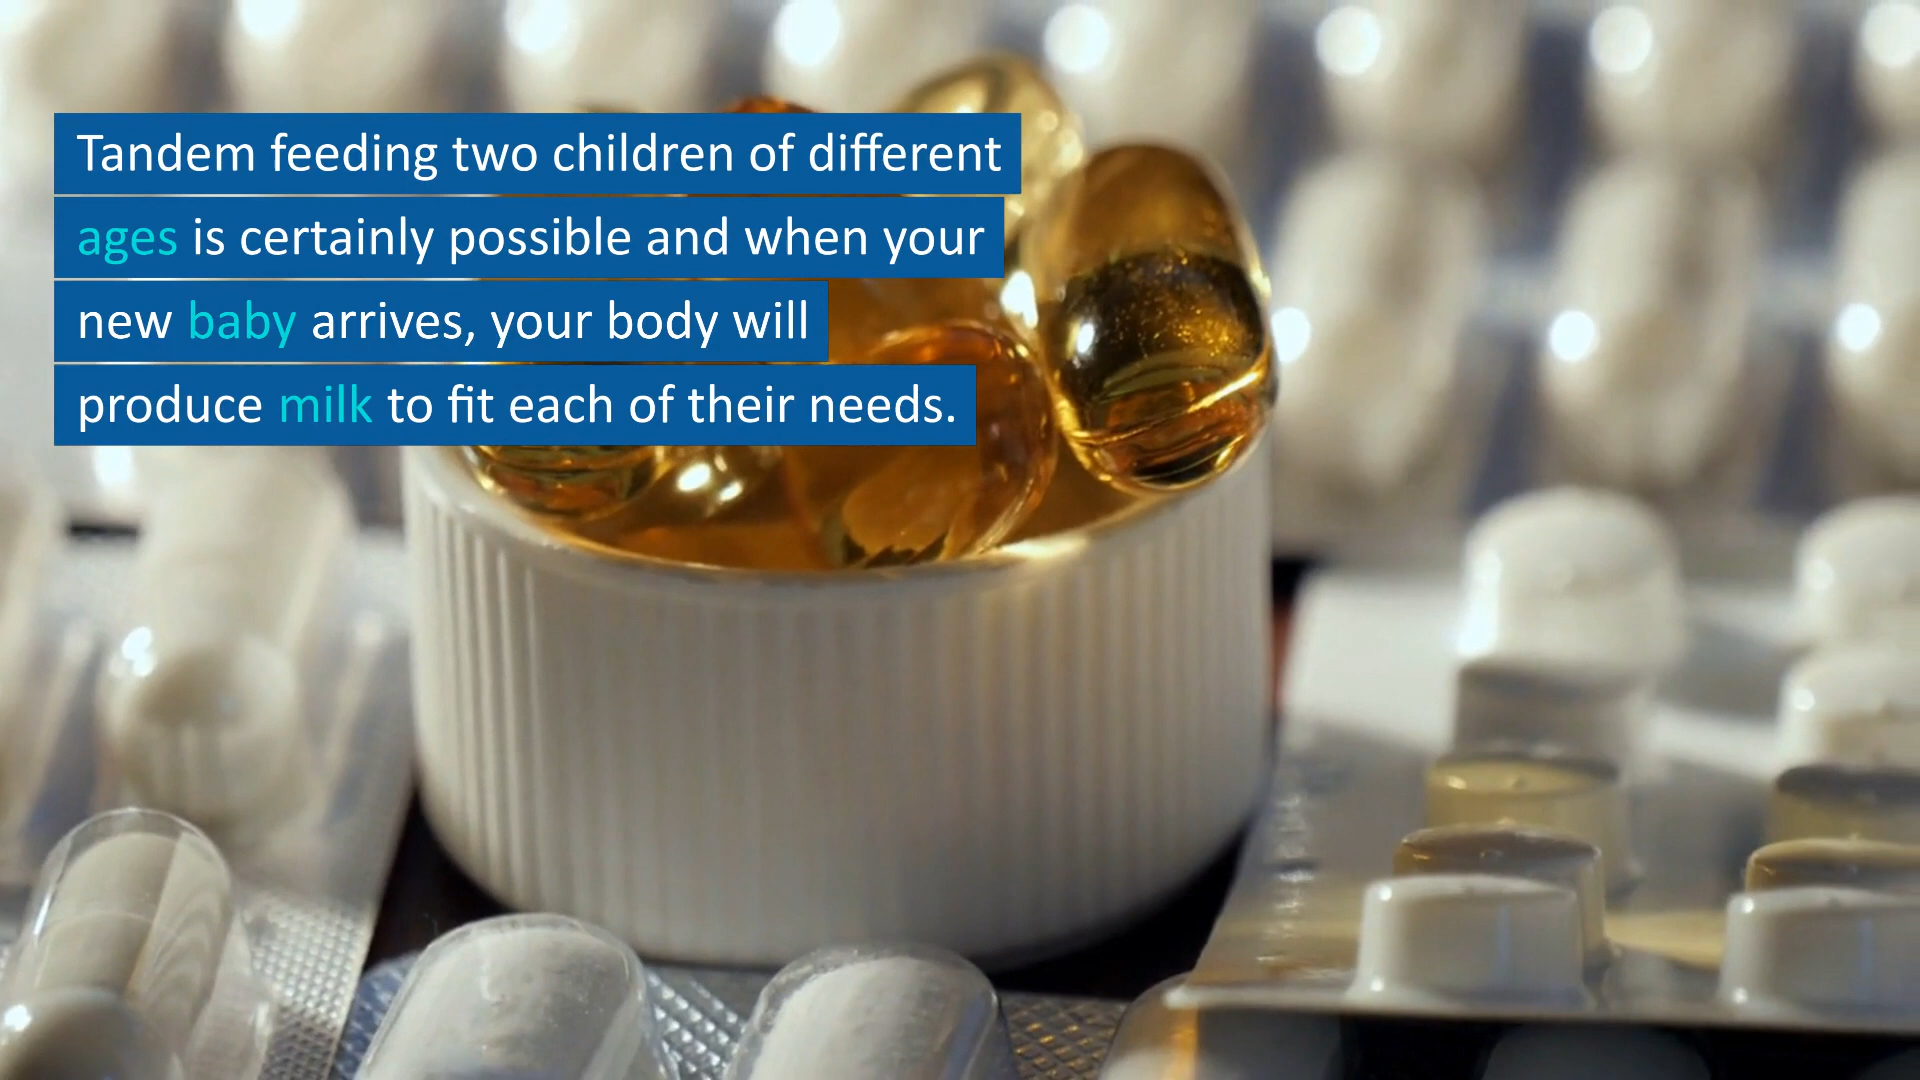 Tandem feeding two children of different
ages is certainly possible and when your
new baby arrives, your body will
produce milk to fit each of their needs.